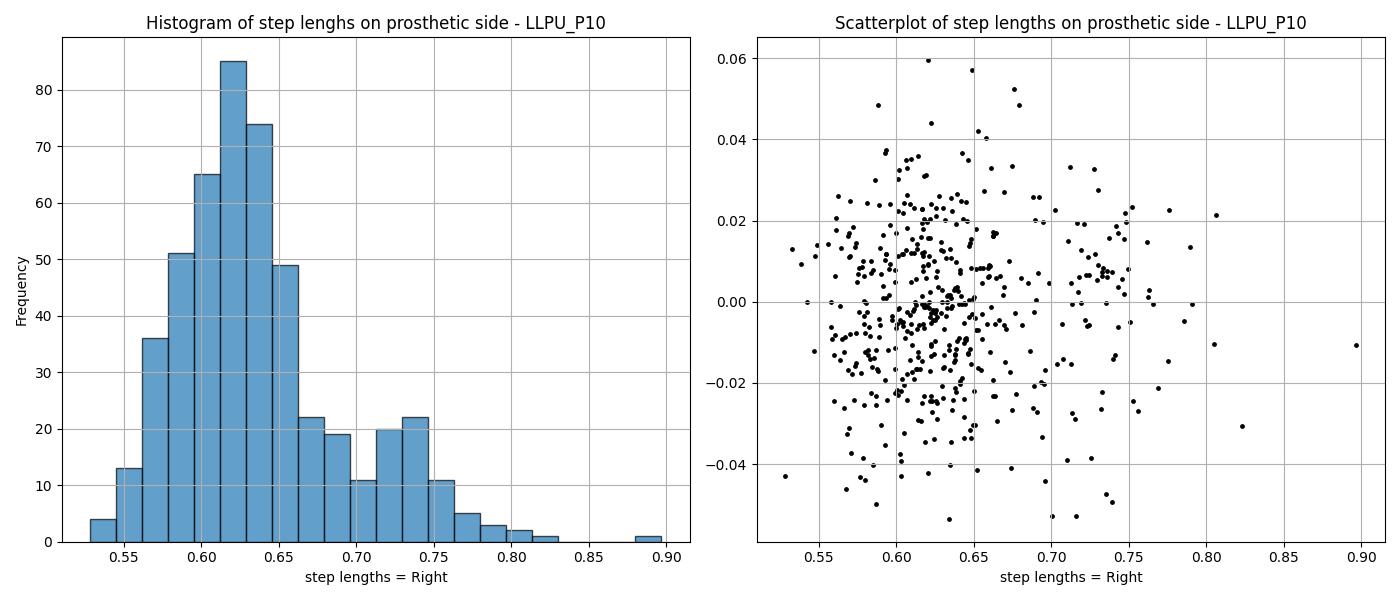 Histogram of step lenghs on prosthetic side - LLPU_P10
Frequency
80
70
60
50
40
30
20
10
0
0.55 0.60 0.65 0.70 0.75 0.80 0.85 0.90
step lengths = Right
Scatterplot of step lengths on prosthetic side - LLPU_P10
0.06
0.04
0.02
0.00
−0.02
−0.04
0.55 0.60 0.65 0.70 0.75 0.80 0.85 0.90
step lengths = Right